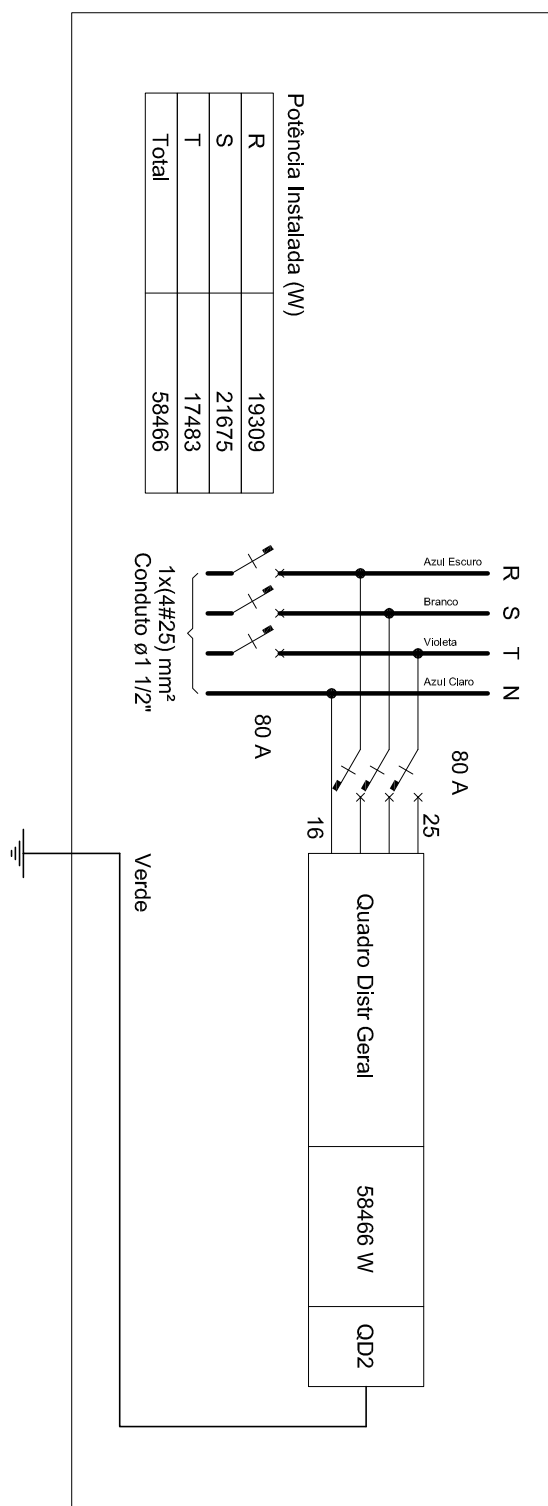 Potência Instalada (W)
R 19309
S 21675
T 17483
Total 58466
Azul Escuro R
Branco S
Violeta T
Azul Claro N
1x(4#25) mm²
Conduto ø1 1/2"
80 A
80 A
25
16
Quadro Distr Geral 58466 W QD2
Verde